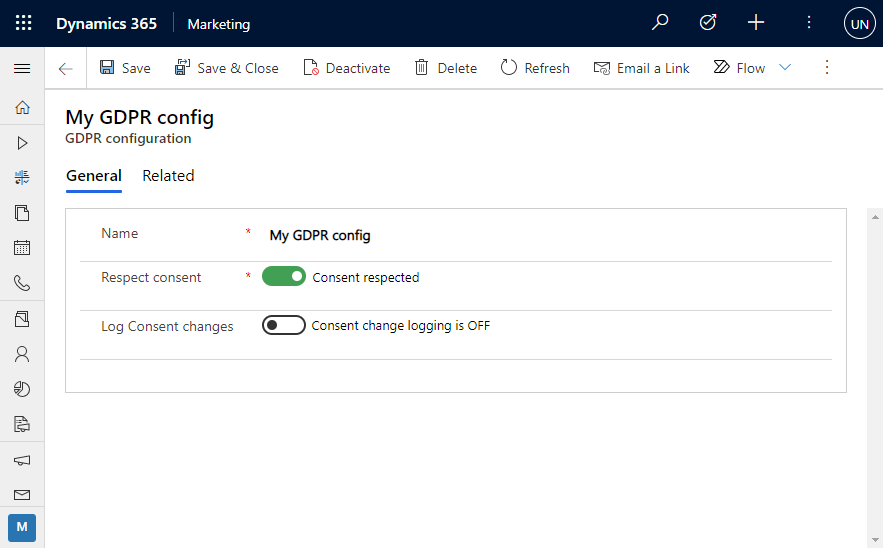 Dynamics 365 Marketing UN
Save Save & Close Deactivate Delete Refresh Email a Link Flow
My GDPR config
GDPR configuration
General Related
Name * My GDPR config
Respect consent * Consent respected
Log Consent changes Consent change logging is OFF
M